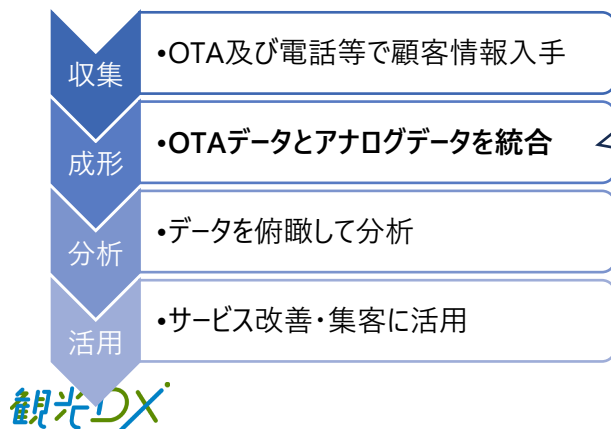 収集
•OTA及び電話等で顧客情報入手
成形
•OTAデータとアナログデータを統合
分析
•データを俯瞰して分析
活用
•サービス改善・集客に活用
観光DX